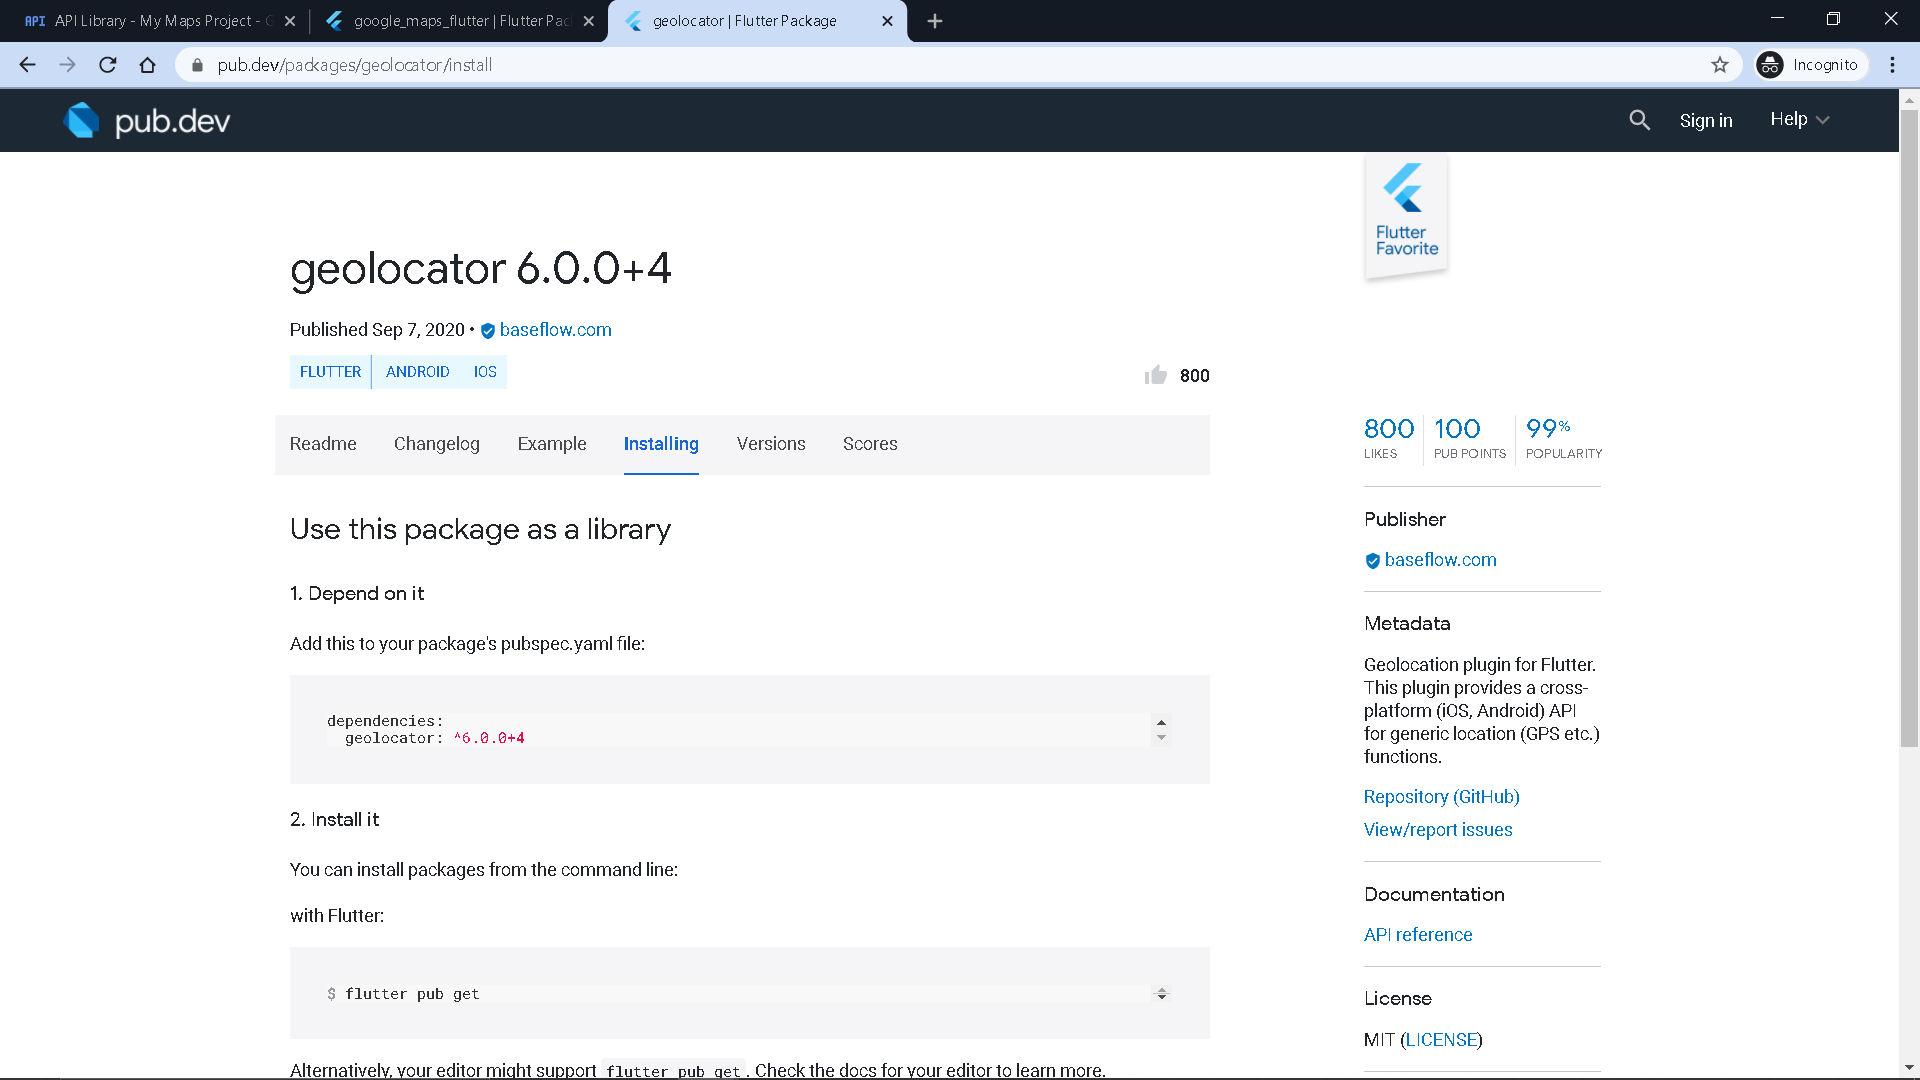 API API Library - My Maps Project - G
google_maps_flutter | Flutter Pac
geolocator | Flutter Package
pub.dev/packages/geolocator/install
Incognito
pub.dev
Sign in
Help
Flutter
Favorite
geolocator 6.0.0+4
Published Sep 7, 2020 • baseflow.com
FLUTTER ANDROID IOS
800
Readme Changelog Example Installing Versions Scores
800 LIKES
100 PUB POINTS
99% POPULARITY
Use this package as a library
1. Depend on it
Add this to your package's pubspec.yaml file:
dependencies:
geolocator: ^6.0.0+4
2. Install it
You can install packages from the command line:
with Flutter:
$ flutter pub get
Alternatively, your editor might support flutter pub get. Check the docs for your editor to learn more.
Publisher
baseflow.com
Metadata
Geolocation plugin for Flutter.
This plugin provides a cross-
platform (iOS, Android) API
for generic location (GPS etc.)
functions.
Repository (GitHub)
View/report issues
Documentation
API reference
License
MIT (LICENSE)